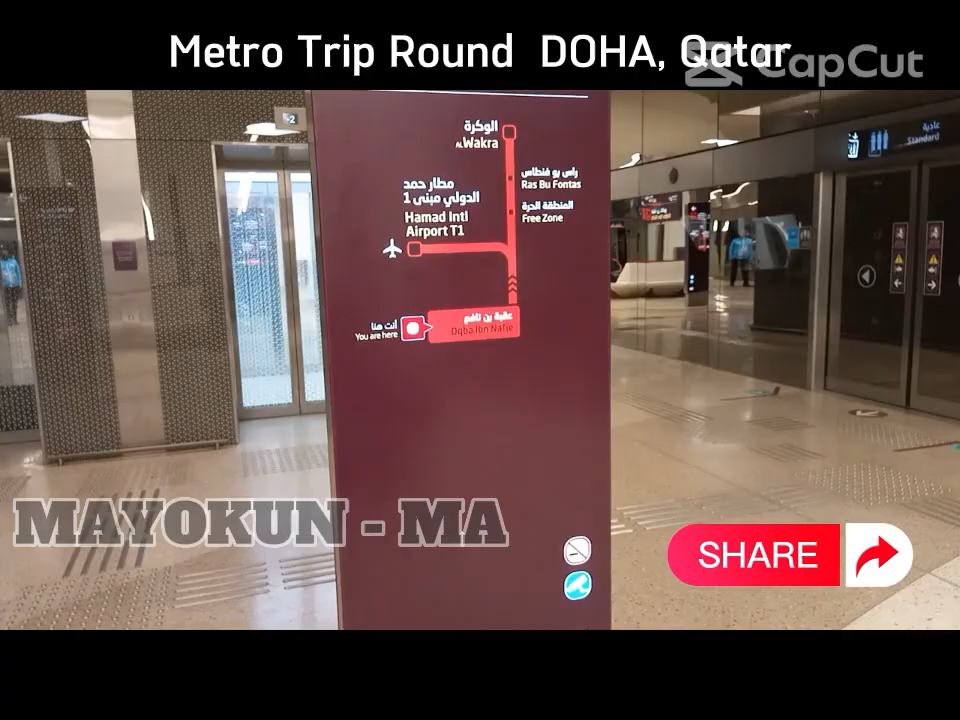 Metro Trip Round DOHA, Qatar
CapCut
-2
الوكرة
AL Wakra
راس بو فنطاس
Ras Bu Fontas
المنطقة الحرة
Free Zone
مطار حمد
الدولي مبنى 1
Hamad Intl
Airport T1
عقبة بن نافع
Oqba Ibn Nafie
أنت هنا
You are here
عادية
Standard
MAYOKUN - MA
SHARE